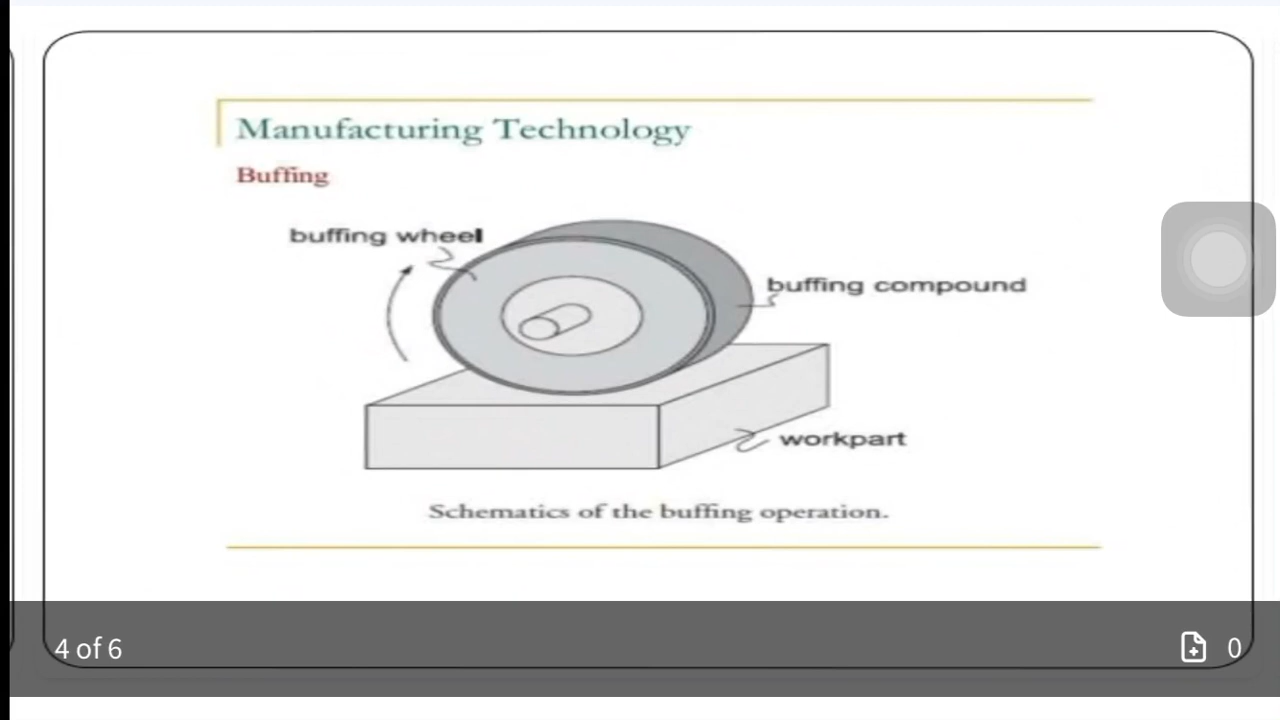 Manufacturing Technology
Buffing
buffing wheel
buffing compound
workpart
Schematics of the buffing operation.
4 of 6
0